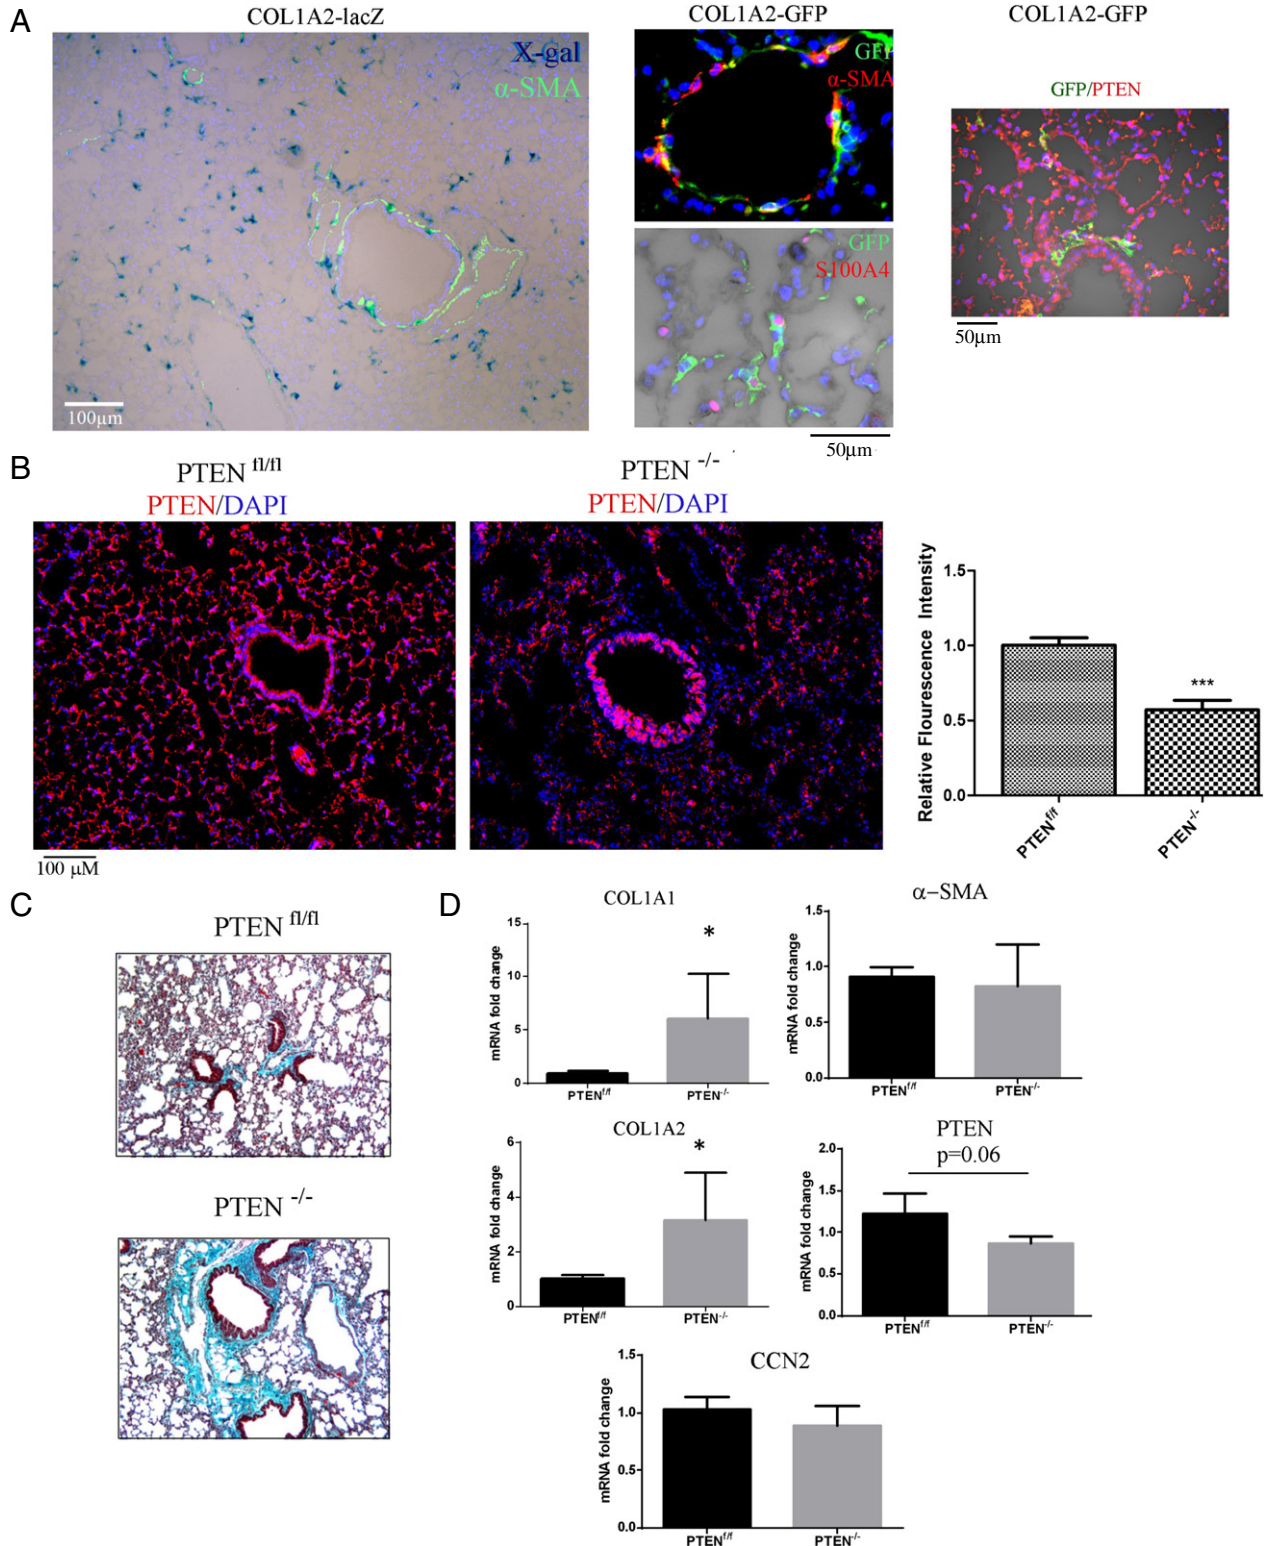 A
COL1A2-lacZ
X-gal
α-SMA
100µm
COL1A2-GFP
GFP
α-SMA
GFP
S100A4
50µm
COL1A2-GFP
GFP/PTEN
50µm
B
PTEN fl/fl
PTEN/DAPI
100 µM
PTEN -/-
PTEN/DAPI
Relative Flourescence Intensity
1.5
1.0
0.5
0.0
***
PTENf/f
PTEN-/-
C
PTEN fl/fl
PTEN -/-
D
COL1A1
mRNA fold change
15
10
5
0
*
PTENf/f
PTEN-/-
α-SMA
mRNA fold change
1.5
1.0
0.5
0.0
PTENf/f
PTEN-/-
COL1A2
mRNA fold change
6
4
2
0
*
PTENf/f
PTEN-/-
PTEN
p=0.06
mRNA fold change
2.0
1.5
1.0
0.5
0.0
PTENf/f
PTEN-/-
CCN2
mRNA fold change
1.5
1.0
0.5
0.0
PTENf/f
PTEN-/-